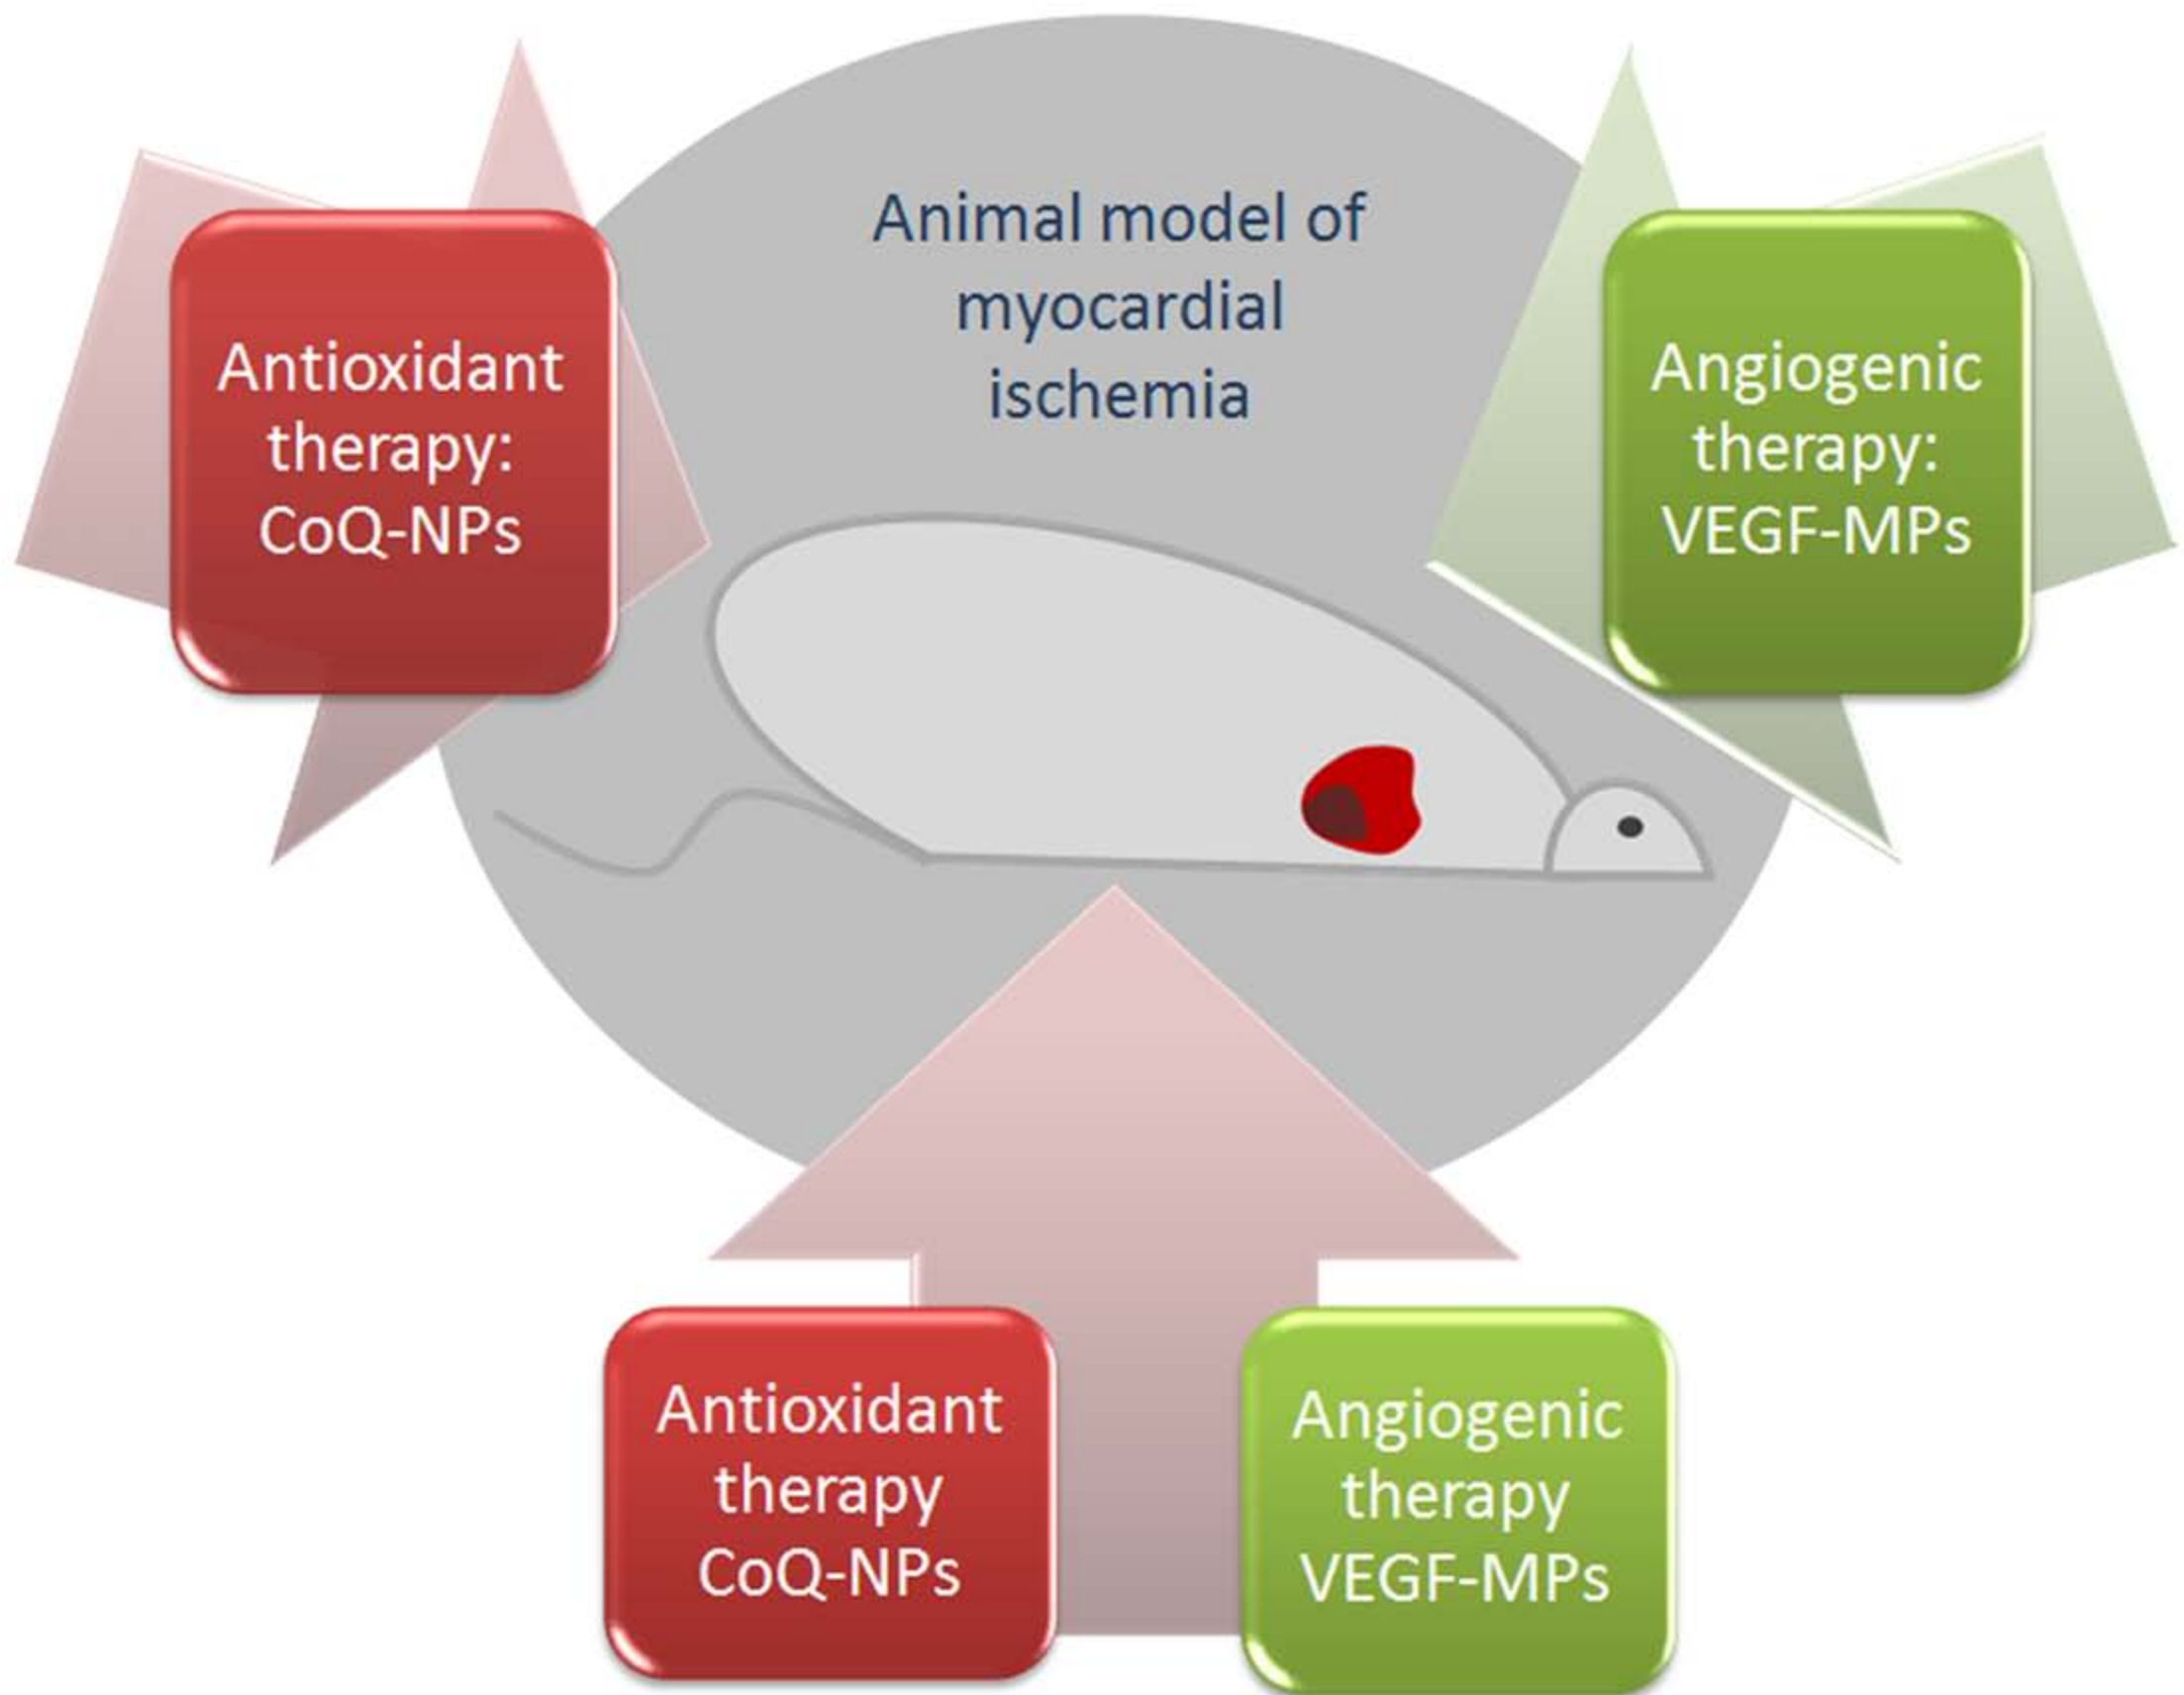 Animal model of
myocardial
ischemia
Antioxidant
therapy:
CoQ-NPs
Angiogenic
therapy:
VEGF-MPs
Antioxidant
therapy
CoQ-NPs
Angiogenic
therapy
VEGF-MPs